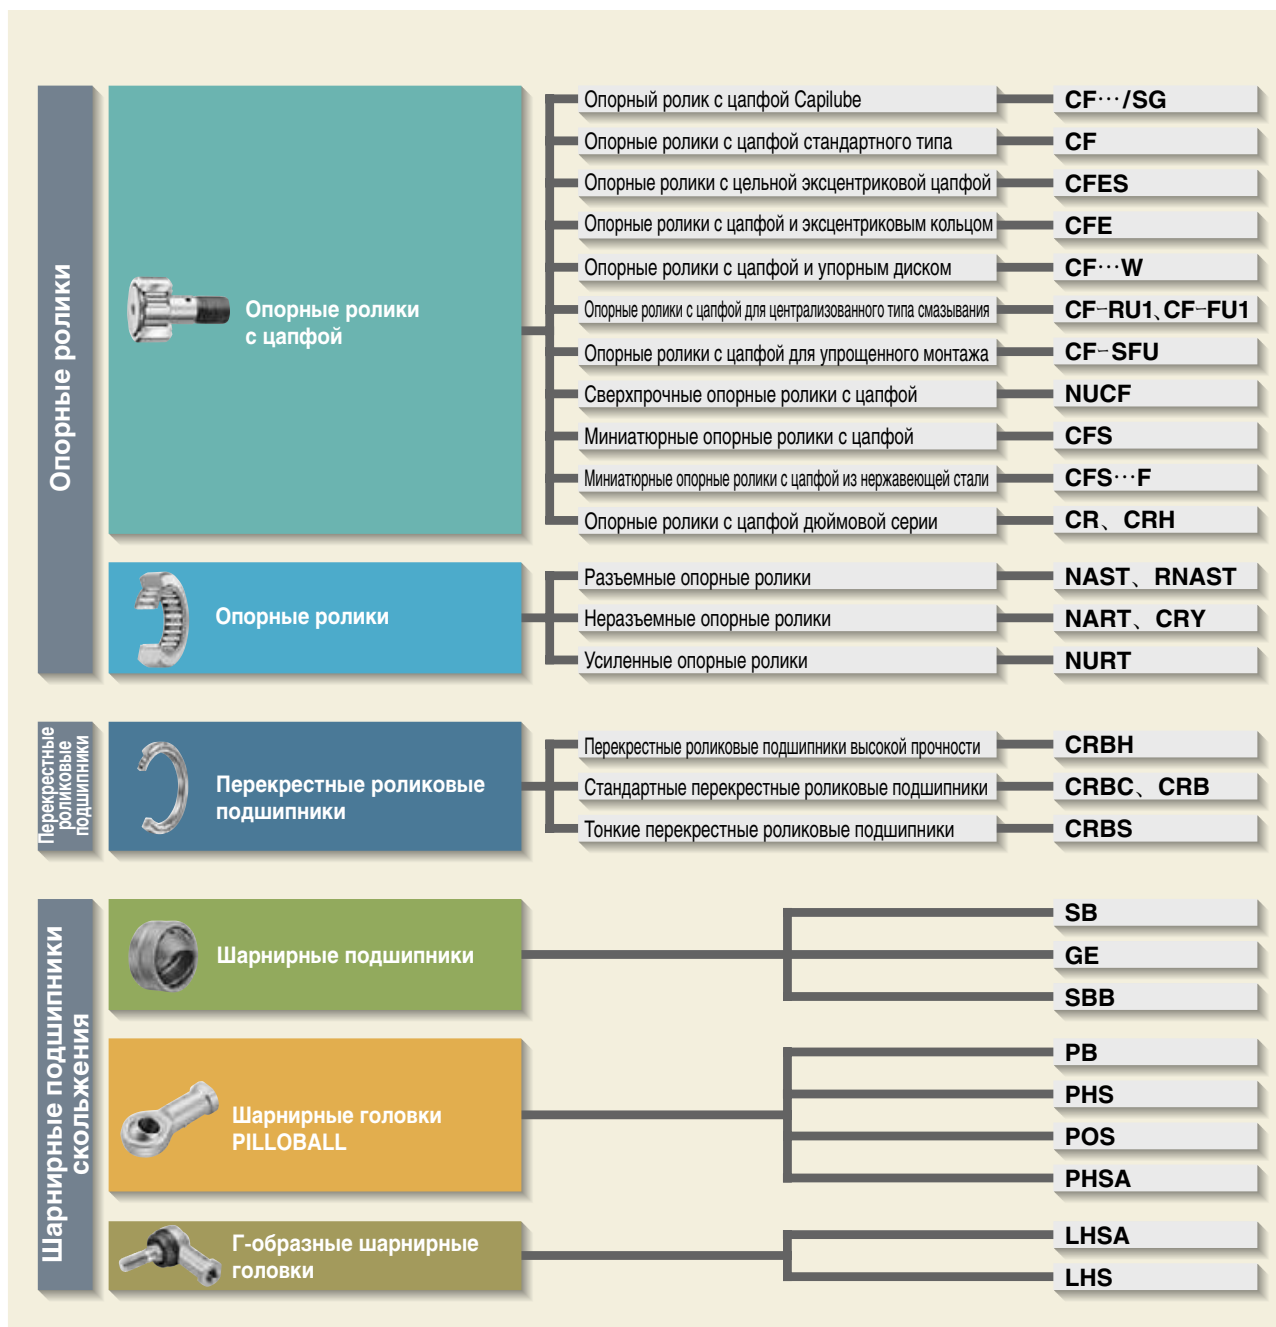 Опорные ролики
Опорные ролики
с цапфой
Опорный ролик с цапфой Capilube
CF···/SG
Опорные ролики с цапфой стандартного типа
CF
Опорные ролики с цельной эксцентриковой цапфой
CFES
Опорные ролики с цапфой и эксцентриковым кольцом
CFE
Опорные ролики с цапфой и упорным диском
CF···W
Опорные ролики с цапфой для централизованного типа смазывания
CF-RU1、CF-FU1
Опорные ролики с цапфой для упрощенного монтажа
CF-SFU
Сверхпрочные опорные ролики с цапфой
NUCF
Миниатюрные опорные ролики с цапфой
CFS
Миниатюрные опорные ролики с цапфой из нержавеющей стали
CFS···F
Опорные ролики с цапфой дюймовой серии
CR、CRH
Опорные ролики
Разъемные опорные ролики
NAST、RNAST
Неразъемные опорные ролики
NART、CRY
Усиленные опорные ролики
NURT
Перекрестные
роликовые
подшипники
Перекрестные роликовые
подшипники
Перекрестные роликовые подшипники высокой прочности
CRBH
Стандартные перекрестные роликовые подшипники
CRBC、CRB
Тонкие перекрестные роликовые подшипники
CRBS
Шарнирные подшипники
скольжения
Шарнирные подшипники
SB
GE
SBB
Шарнирные головки
PILLOBALL
PB
PHS
POS
PHSA
Г-образные шарнирные
головки
LHSA
LHS